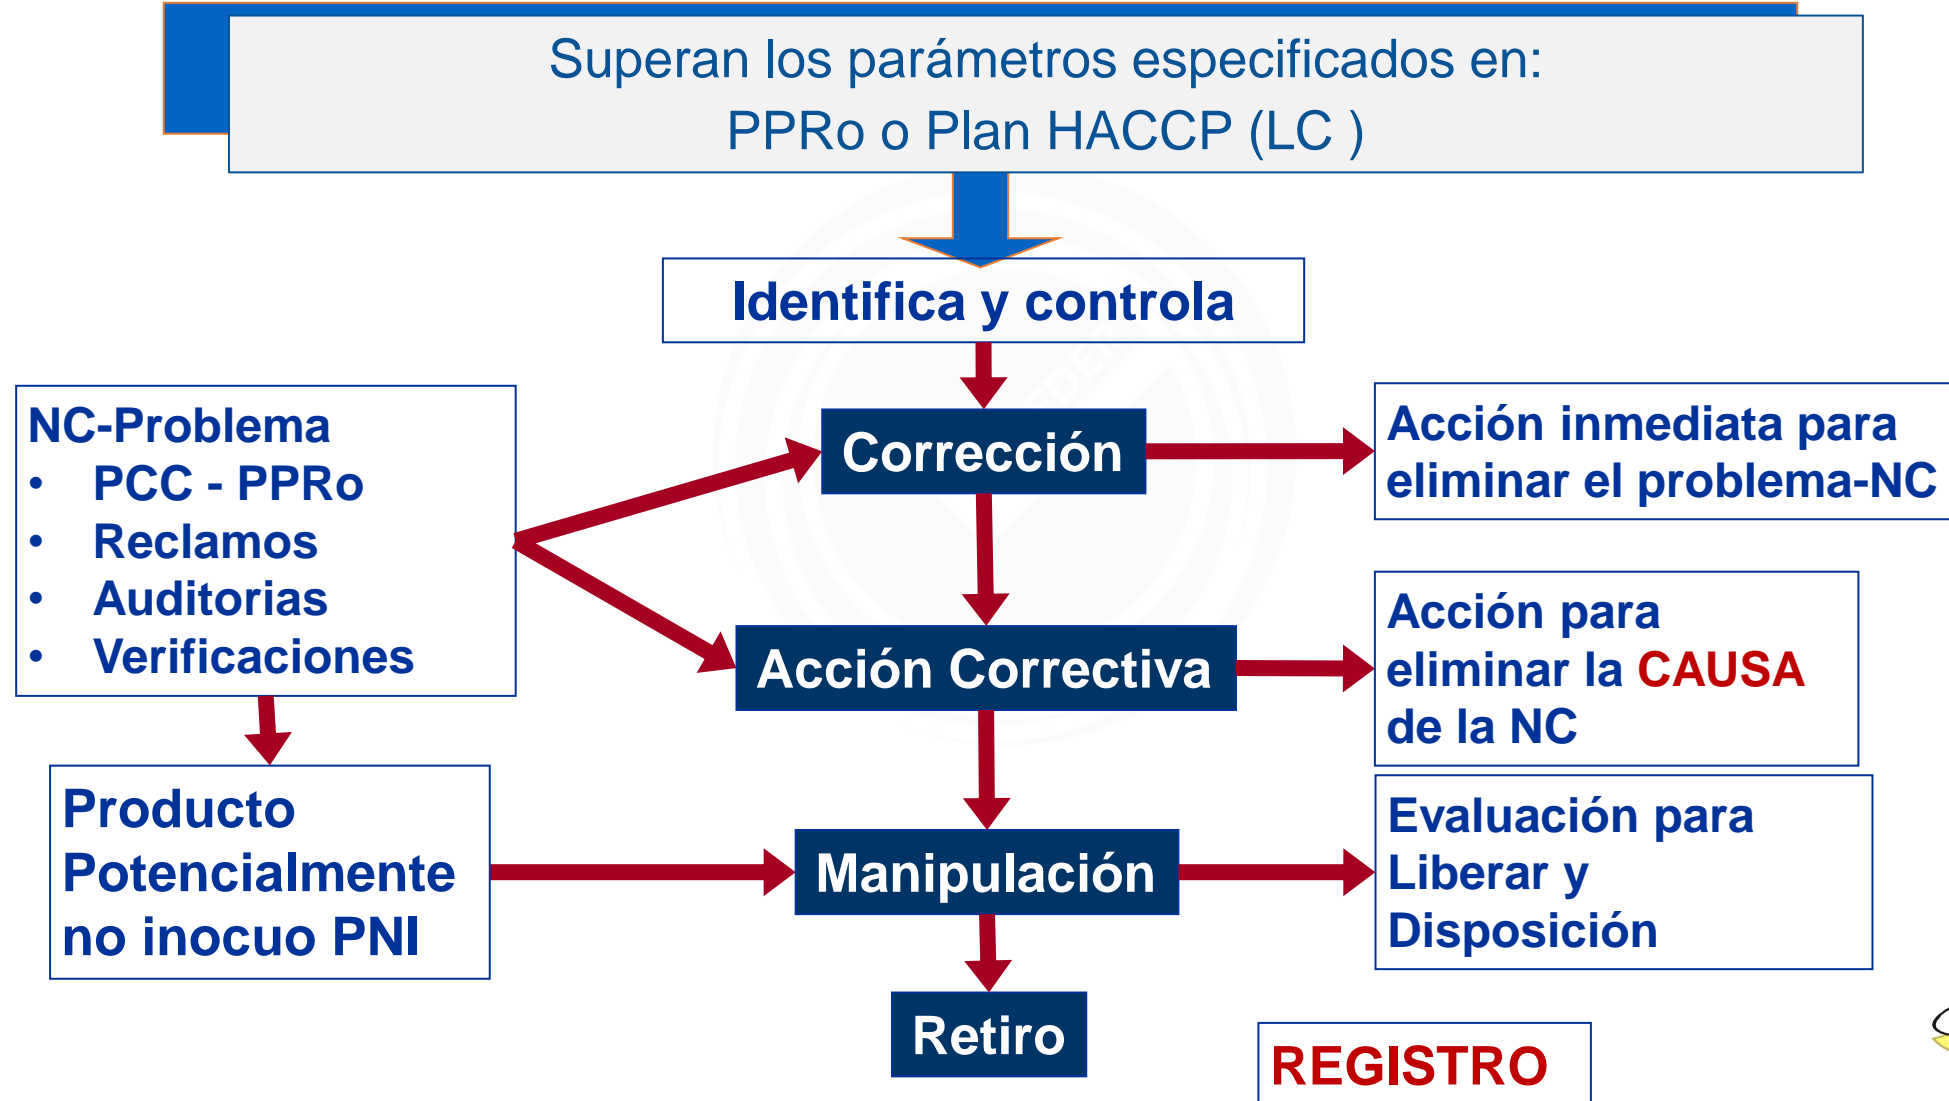 Superan los parámetros especificados en:
PPRo o Plan HACCP (LC )
Identifica y controla
NC-Problema
• PCC - PPRo
• Reclamos
• Auditorias
• Verificaciones
Corrección
Acción inmediata para
eliminar el problema-NC
Acción Correctiva
Acción para
eliminar la CAUSA
de la NC
Producto
Potencialmente
no inocuo PNI
Manipulación
Evaluación para
Liberar y
Disposición
Retiro
REGISTRO